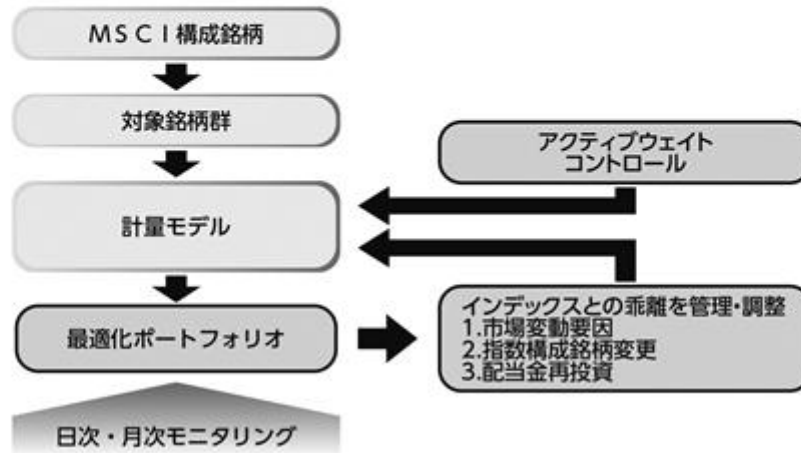 ＭＳＣＩ構成銘柄
対象銘柄群
アクティブウェイト
コントロール
計量モデル
最適化ポートフォリオ
インデックスとの乖離を管理・調整
1.市場変動要因
2.指数構成銘柄変更
3.配当金再投資
日次・月次モニタリング